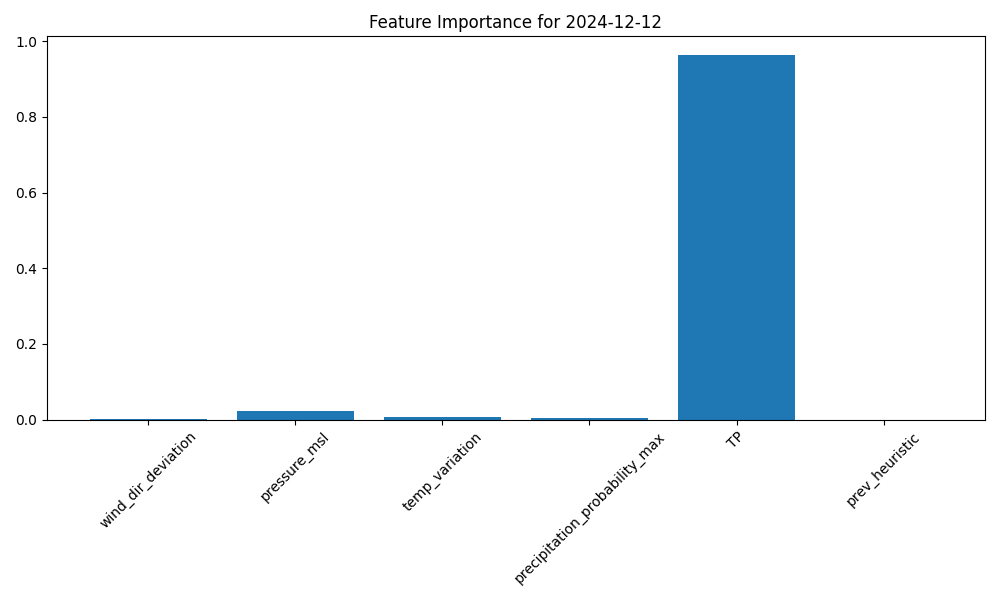 Feature Importance for 2024-12-12
1.0
0.8
0.6
0.4
0.2
0.0
wind_dir_deviation
pressure_msl
temp_variation
precipitation_probability_max
TP
prev_heuristic